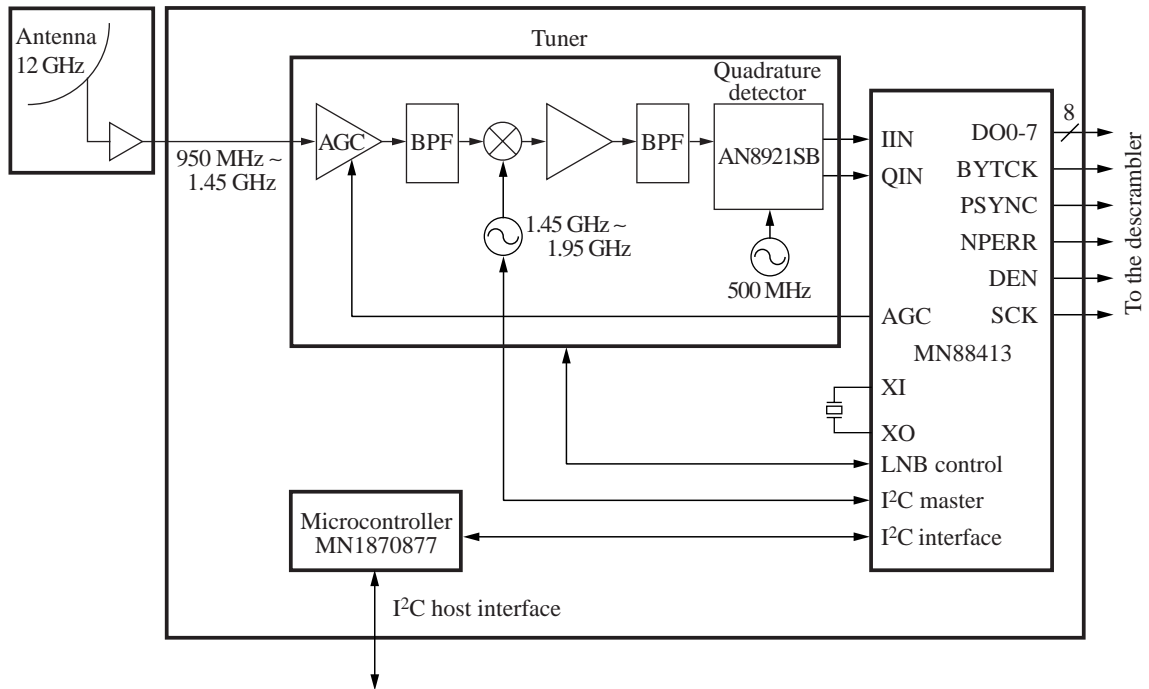 Antenna
12 GHz
Tuner
Quadrature
detector
AGC
BPF
BPF
AN8921SB
950 MHz ~
1.45 GHz
1.45 GHz ~
1.95 GHz
500 MHz
IIN
QIN
AGC
MN88413
XI
XO
LNB control
I²C master
I²C interface
DO0-7
8
BYTCK
PSYNC
NPERR
DEN
SCK
To the descrambler
Microcontroller
MN1870877
I²C host interface